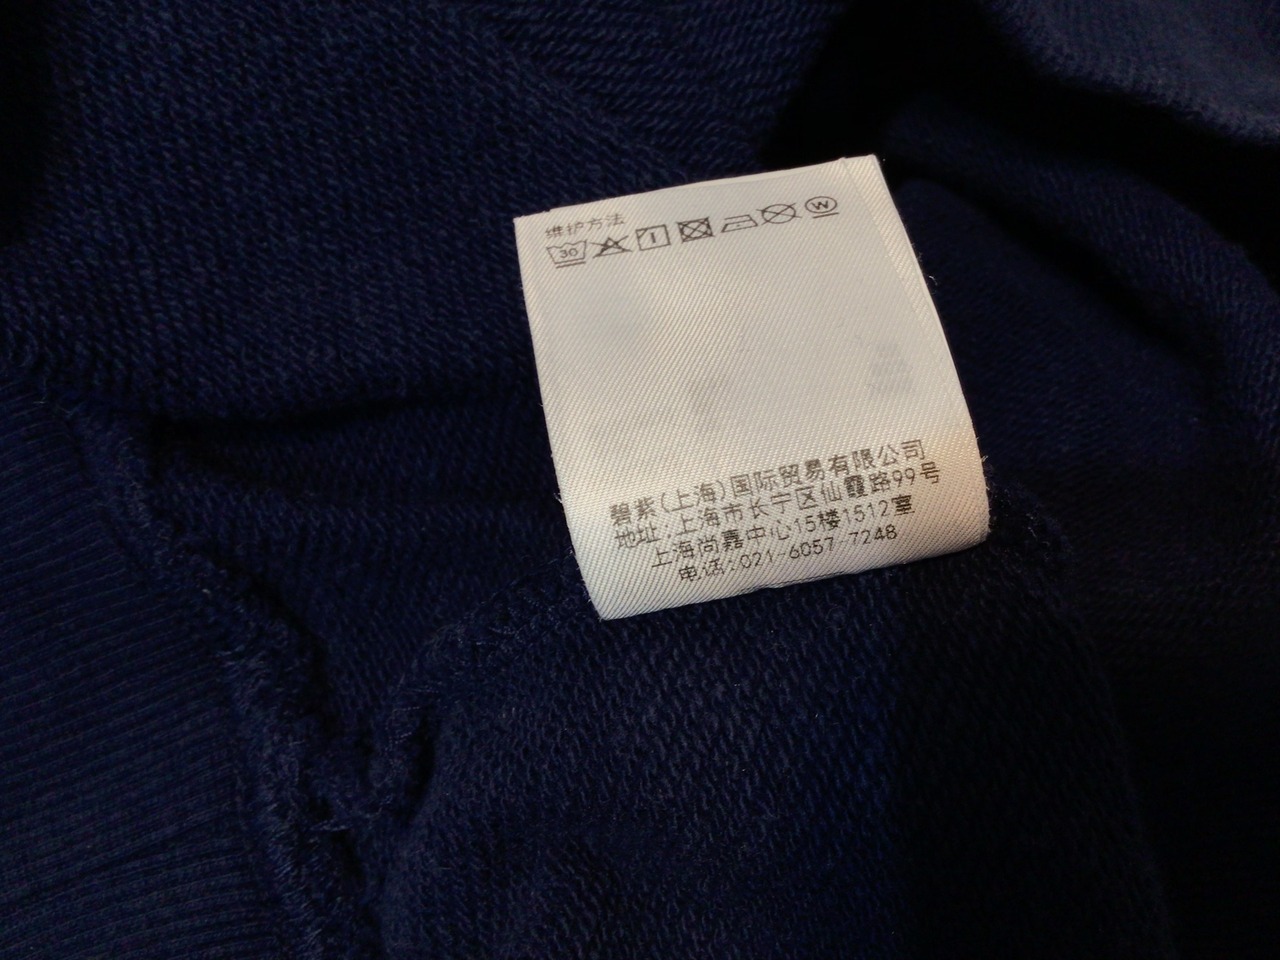 维护方法
30
W
碧紫(上海)国际贸易有限公司
地址:上海市长宁区仙霞路99号
上海尚嘉中心15楼1512室
电话:021-6057 7248